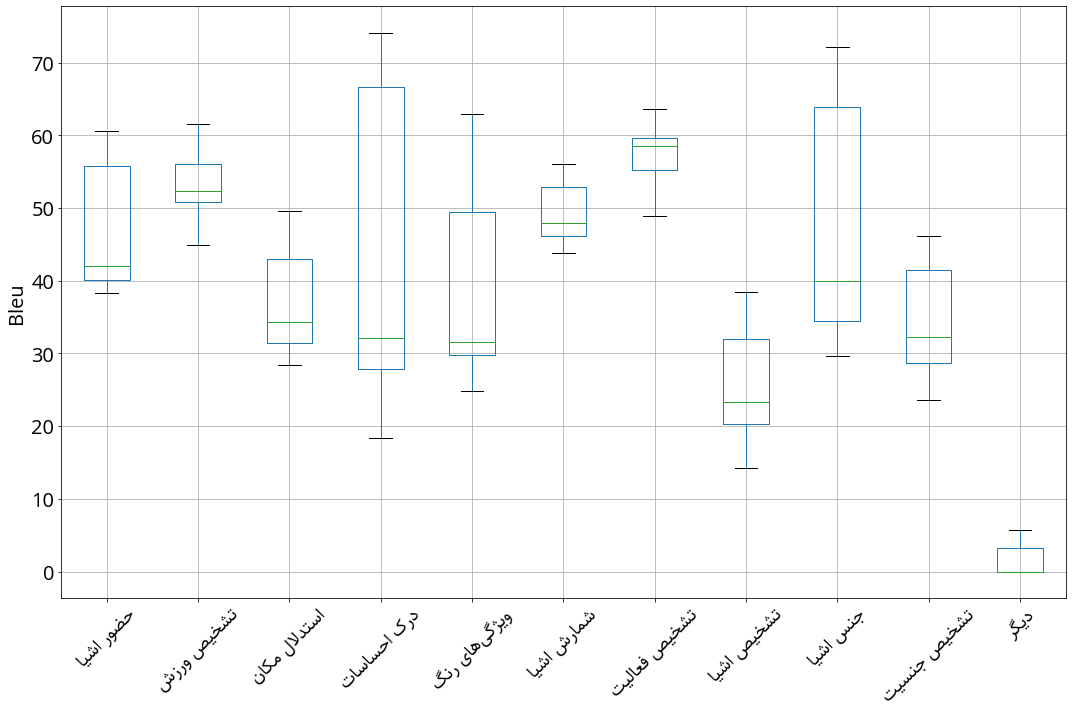 Bleu
70
60
50
40
30
20
10
0
حضور اشیا
تشخیص ورزش
استدلال مکان
درک احساسات
ویژگی‌های رنگ
شمارش اشیا
تشخیص فعالیت
تشخیص اشیا
جنس اشیا
تشخیص جنسیت
دیگر